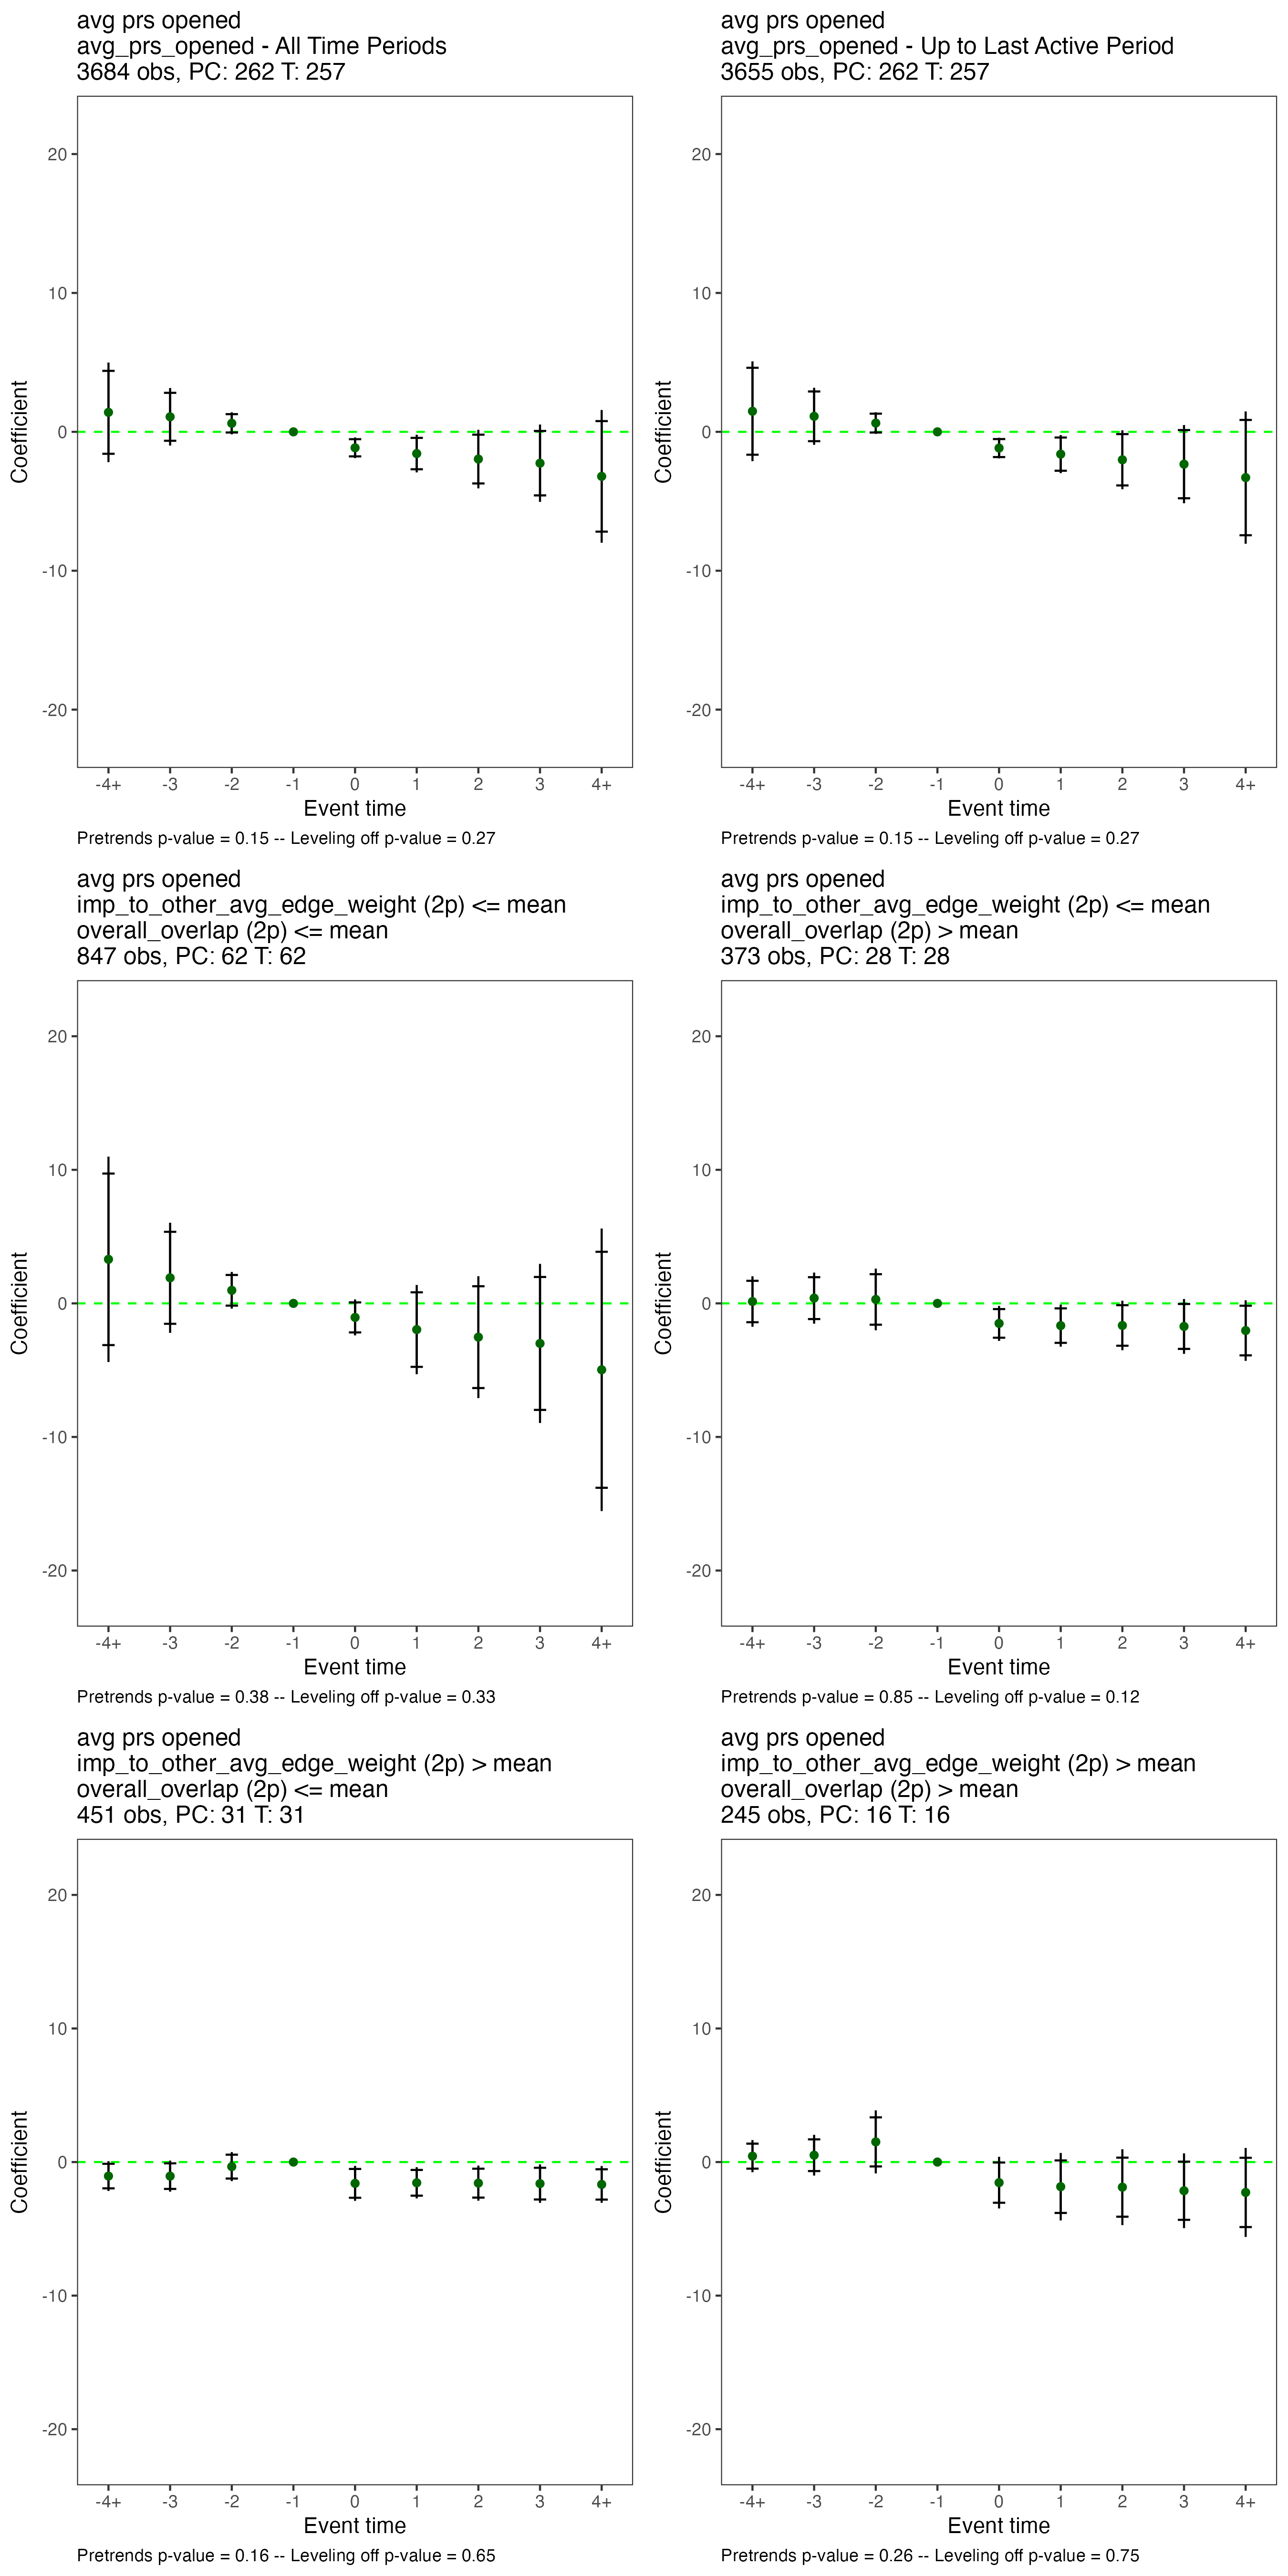 avg prs opened
avg_prs_opened - All Time Periods
3684 obs, PC: 262 T: 257
20
10
0
-10
-20
Coefficient
-4+ -3 -2 -1 0 1 2 3 4+
Event time
Pretrends p-value = 0.15 -- Leveling off p-value = 0.27
avg prs opened
avg_prs_opened - Up to Last Active Period
3655 obs, PC: 262 T: 257
20
10
0
-10
-20
Coefficient
-4+ -3 -2 -1 0 1 2 3 4+
Event time
Pretrends p-value = 0.15 -- Leveling off p-value = 0.27
avg prs opened
imp_to_other_avg_edge_weight (2p) <= mean
overall_overlap (2p) <= mean
847 obs, PC: 62 T: 62
20
10
0
-10
-20
Coefficient
-4+ -3 -2 -1 0 1 2 3 4+
Event time
Pretrends p-value = 0.38 -- Leveling off p-value = 0.33
avg prs opened
imp_to_other_avg_edge_weight (2p) <= mean
overall_overlap (2p) > mean
373 obs, PC: 28 T: 28
20
10
0
-10
-20
Coefficient
-4+ -3 -2 -1 0 1 2 3 4+
Event time
Pretrends p-value = 0.85 -- Leveling off p-value = 0.12
avg prs opened
imp_to_other_avg_edge_weight (2p) > mean
overall_overlap (2p) <= mean
451 obs, PC: 31 T: 31
20
10
0
-10
-20
Coefficient
-4+ -3 -2 -1 0 1 2 3 4+
Event time
Pretrends p-value = 0.16 -- Leveling off p-value = 0.65
avg prs opened
imp_to_other_avg_edge_weight (2p) > mean
overall_overlap (2p) > mean
245 obs, PC: 16 T: 16
20
10
0
-10
-20
Coefficient
-4+ -3 -2 -1 0 1 2 3 4+
Event time
Pretrends p-value = 0.26 -- Leveling off p-value = 0.75